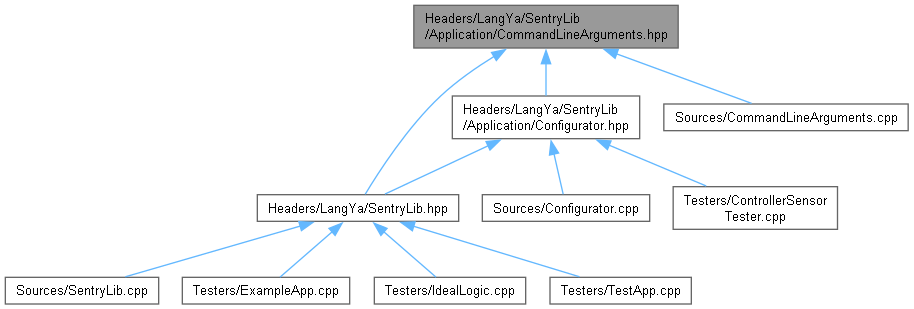 Headers/LangYa/SentryLib
/Application/CommandLineArguments.hpp
Headers/LangYa/SentryLib
/Application/Configurator.hpp
Sources/CommandLineArguments.cpp
Headers/LangYa/SentryLib.hpp
Sources/Configurator.cpp
Testers/ControllerSensor
Tester.cpp
Sources/SentryLib.cpp
Testers/ExampleApp.cpp
Testers/IdealLogic.cpp
Testers/TestApp.cpp